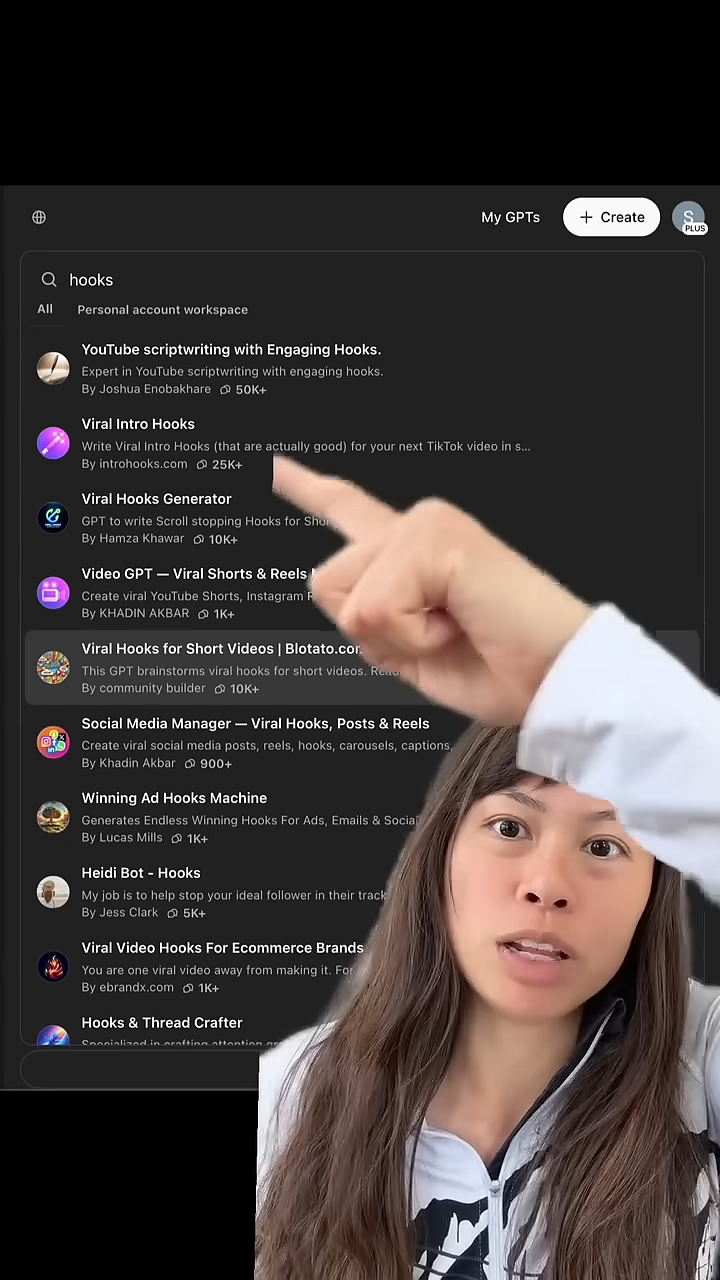 My GPTs
+ Create
S
PLUS
hooks
All Personal account workspace
YouTube scriptwriting with Engaging Hooks.
Expert in YouTube scriptwriting with engaging hooks.
By Joshua Enobakhare 50K+
Viral Intro Hooks
Write Viral Intro Hooks (that are actually good) for your next TikTok video in s...
By introhooks.com 25K+
Viral Hooks Generator
GPT to write Scroll stopping Hooks for
By Hamza Khawar 10K+
Video GPT — Viral Shorts & Reels
Create viral YouTube Shorts, Instagram
By KHADIN AKBAR 1K+
Viral Hooks for Short Videos | Blotato.com
This GPT brainstorms viral hooks for short videos.
By community builder 10K+
Social Media Manager — Viral Hooks, Posts & Reels
Create viral social media posts, reels, hooks, carousels, captions,
By Khadin Akbar 900+
Winning Ad Hooks Machine
Generates Endless Winning Hooks For Ads, Emails & Social
By Lucas Mills 1K+
Heidi Bot - Hooks
My job is to help stop your ideal follower in their track
By Jess Clark 5K+
Viral Video Hooks For Ecommerce Brands
You are one viral video away from making it. For
By ebrandx.com 1K+
Hooks & Thread Crafter
Specialized in crafting attention